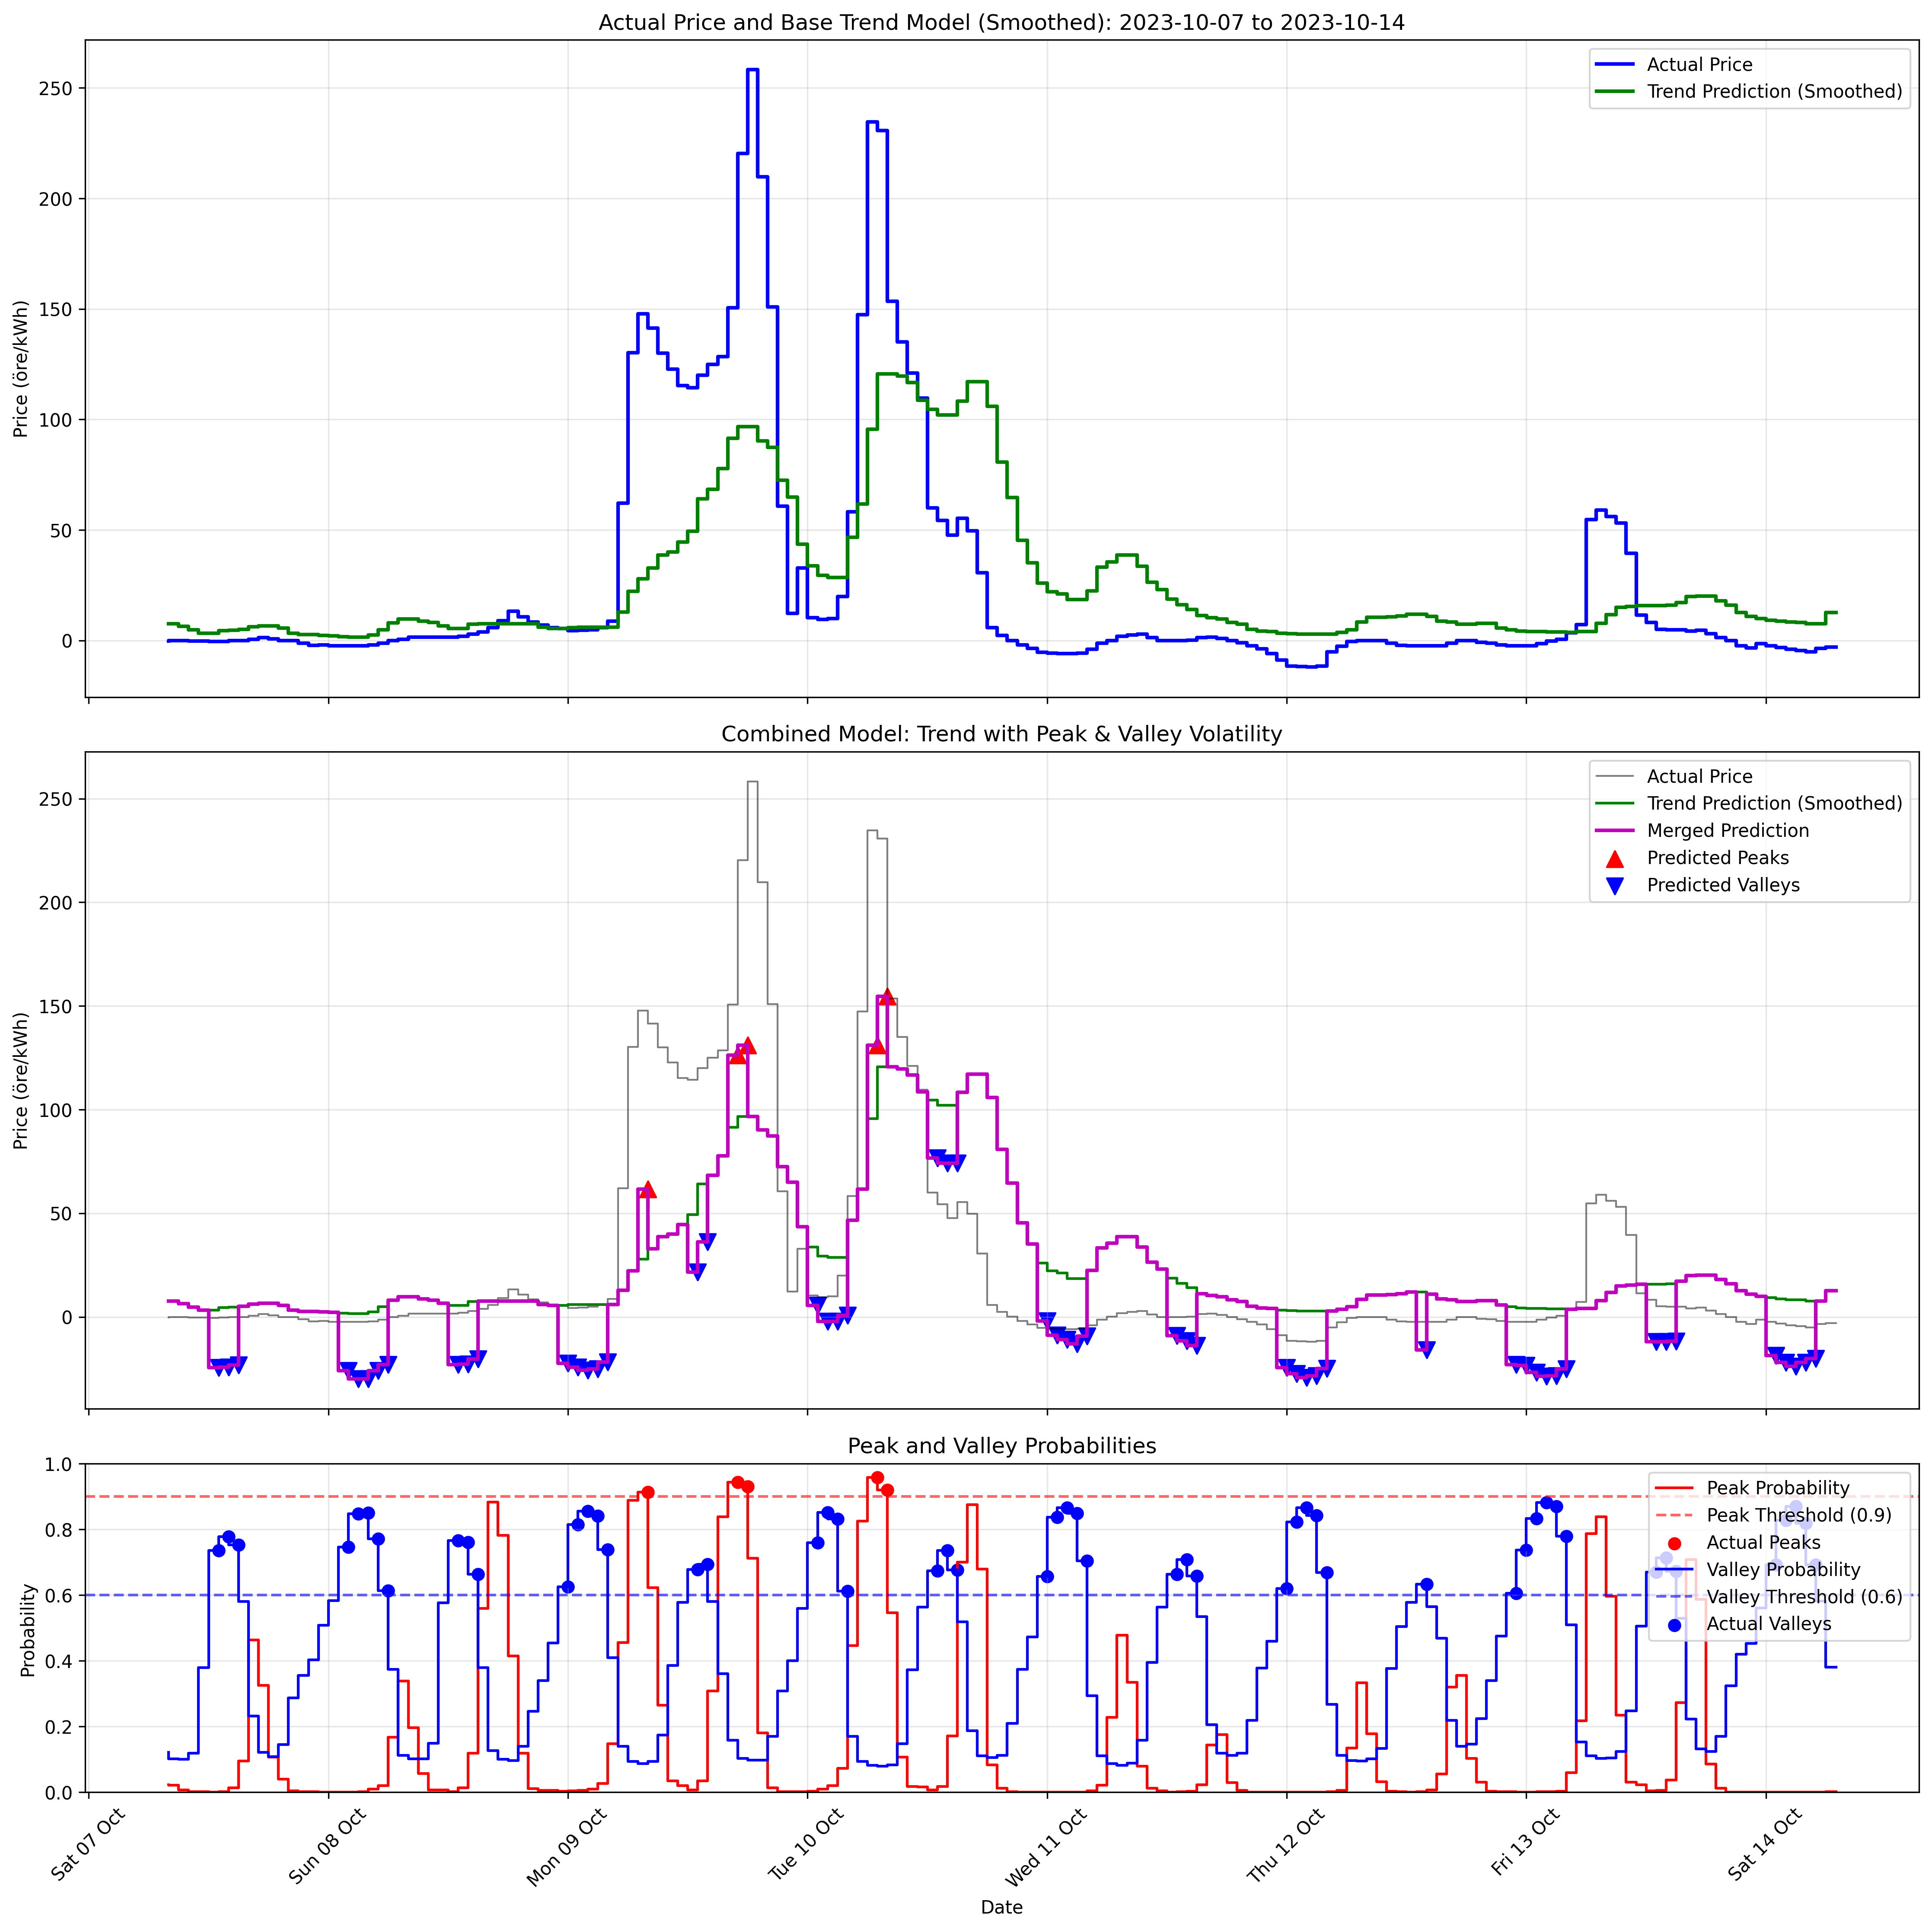 Actual Price and Base Trend Model (Smoothed): 2023-10-07 to 2023-10-14
Actual Price
Trend Prediction (Smoothed)
Price (öre/kWh)
250
200
150
100
50
0
Combined Model: Trend with Peak & Valley Volatility
Actual Price
Trend Prediction (Smoothed)
Merged Prediction
Predicted Peaks
Predicted Valleys
Price (öre/kWh)
250
200
150
100
50
0
Peak and Valley Probabilities
Peak Probability
Peak Threshold (0.9)
Actual Peaks
Valley Probability
Valley Threshold (0.6)
Actual Valleys
Probability
1.0
0.8
0.6
0.4
0.2
0.0
Sat 07 Oct
Sun 08 Oct
Mon 09 Oct
Tue 10 Oct
Wed 11 Oct
Thu 12 Oct
Fri 13 Oct
Sat 14 Oct
Date